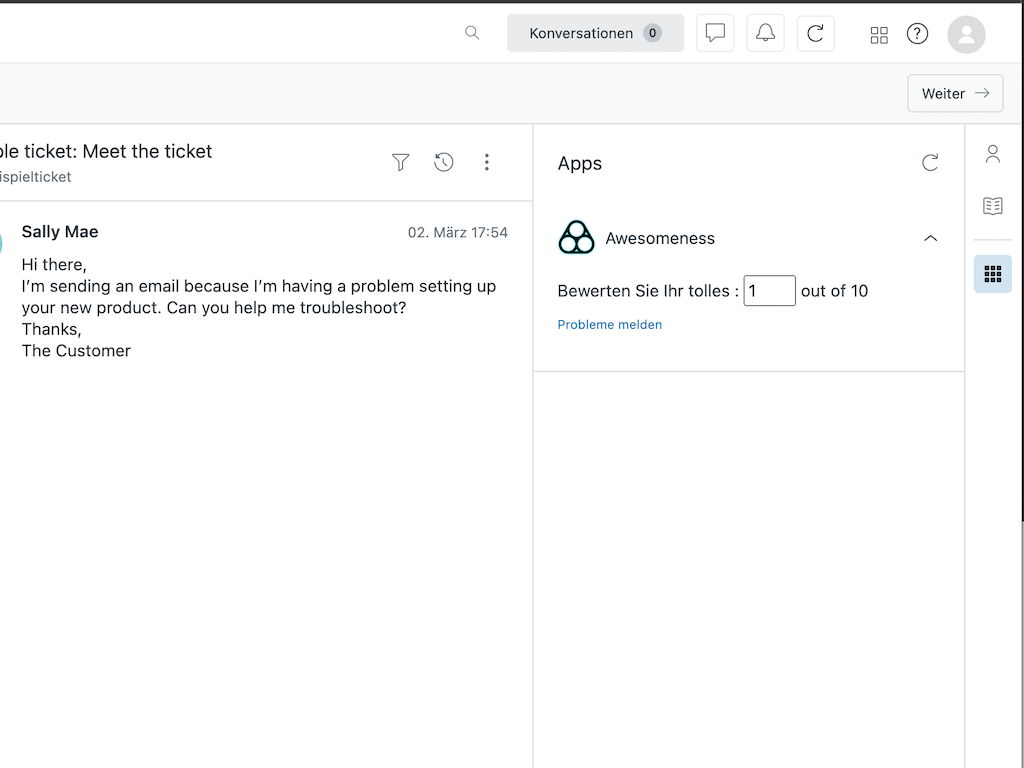 Konversationen 0
Weiter
ple ticket: Meet the ticket
ispielticket
Sally Mae
02. März 17:54
Hi there,
I’m sending an email because I’m having a problem setting up
your new product. Can you help me troubleshoot?
Thanks,
The Customer
Apps
Awesomeness
Bewerten Sie Ihr tolles : 1 out of 10
Probleme melden